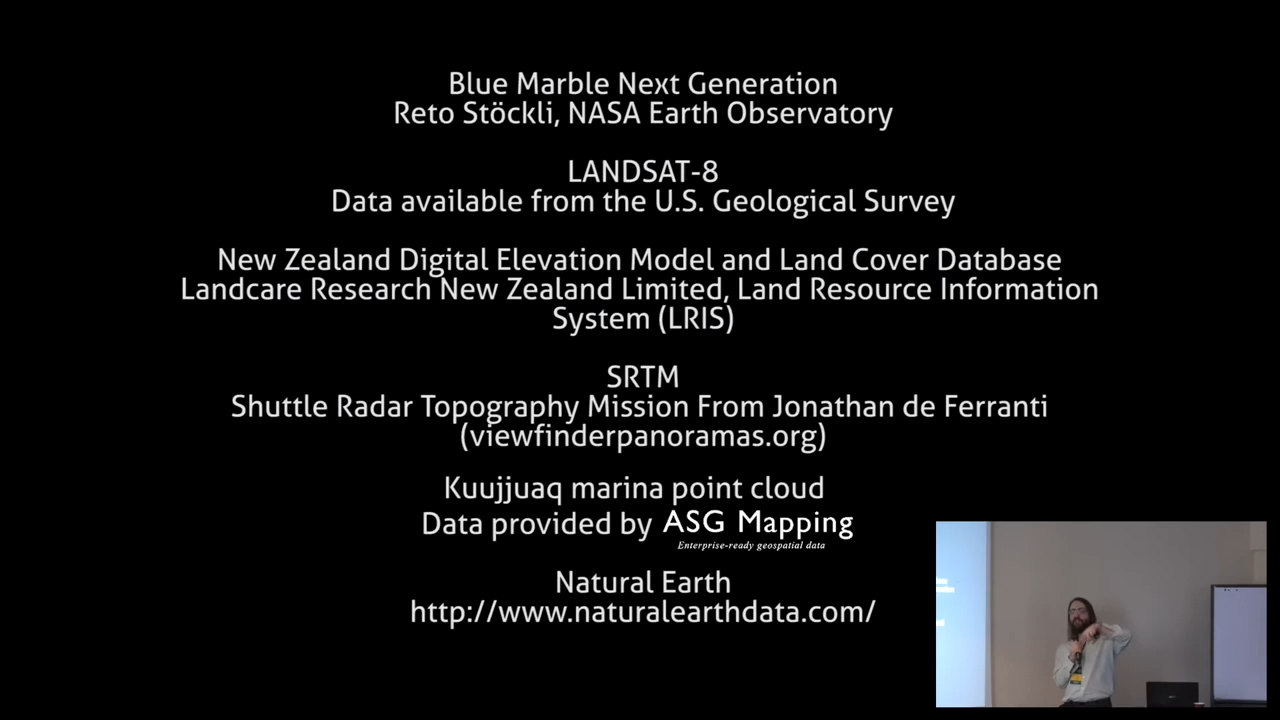 Blue Marble Next Generation
Reto Stöckli, NASA Earth Observatory
LANDSAT-8
Data available from the U.S. Geological Survey
New Zealand Digital Elevation Model and Land Cover Database
Landcare Research New Zealand Limited, Land Resource Information
System (LRIS)
SRTM
Shuttle Radar Topography Mission From Jonathan de Ferranti
(viewfinderpanoramas.org)
Kuujjuaq marina point cloud
Data provided by ASG Mapping
Enterprise-ready geospatial data
Natural Earth
http://www.naturalearthdata.com/